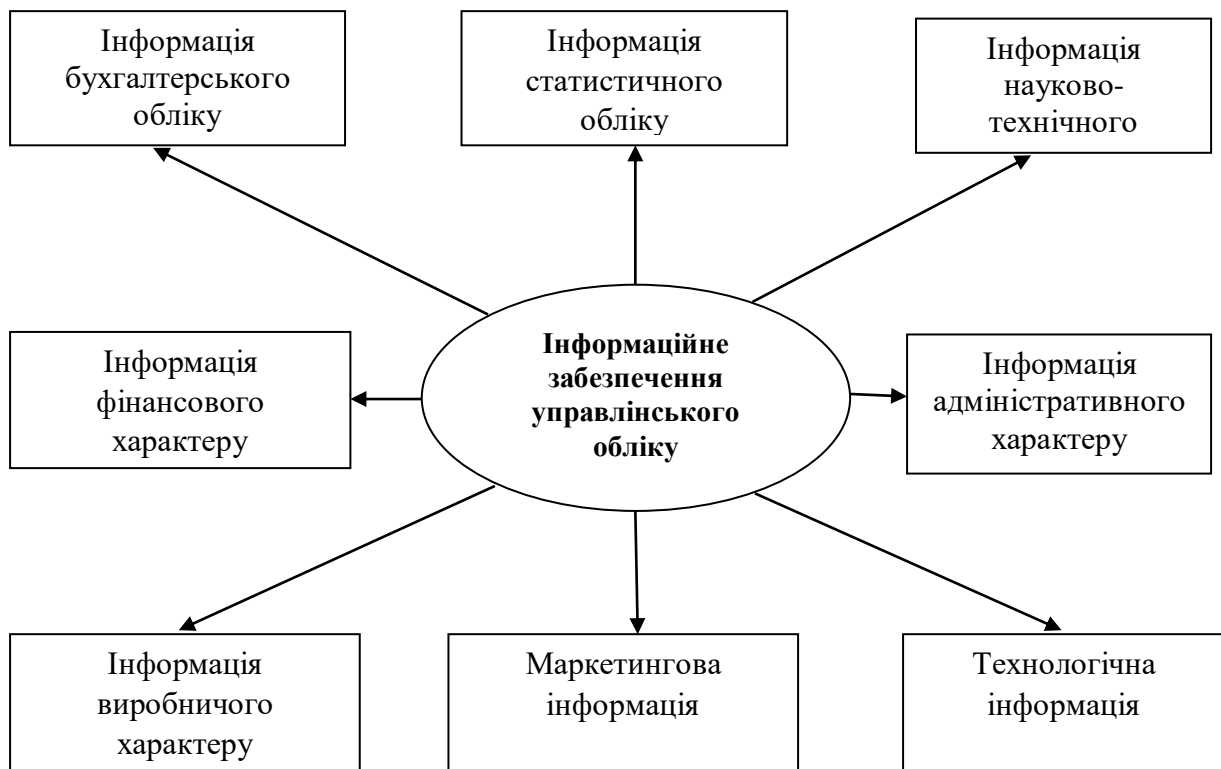 Інформація
бухгалтерського
обліку
Інформація
статистичного
обліку
Інформація
науково-
технічного
Інформація
фінансового
характеру
Інформаційне
забезпечення
управлінського
обліку
Інформація
адміністративного
характеру
Інформація
виробничого
характеру
Маркетингова
інформація
Технологічна
інформація